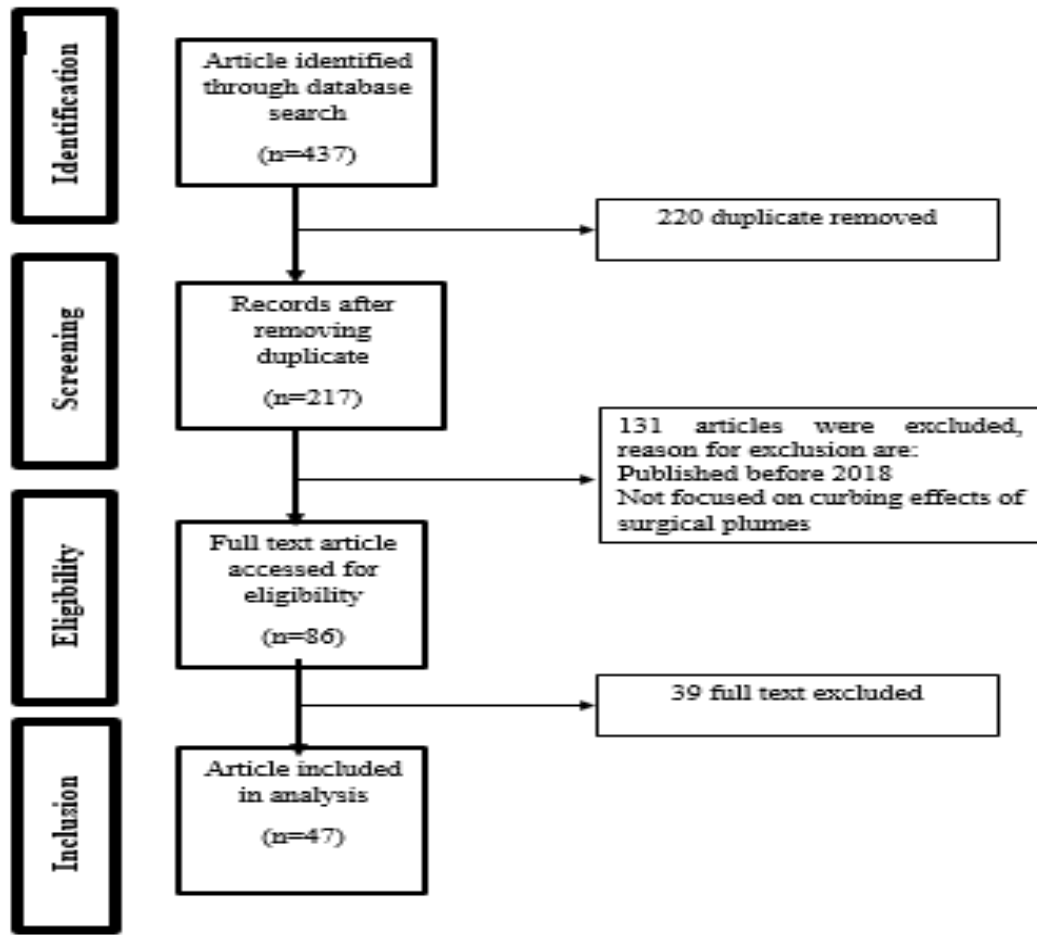 Identification
Article identified
through database
search
(n=437)
220 duplicate removed
Screening
Records after
removing
duplicate
(n=217)
131 articles were excluded,
reason for exclusion are:
Published before 2018
Not focused on curbing effects of
surgical plumes
Eligibility
Full text article
accessed for
eligibility
(n=86)
39 full text excluded
Inclusion
Article included
in analysis
(n=47)